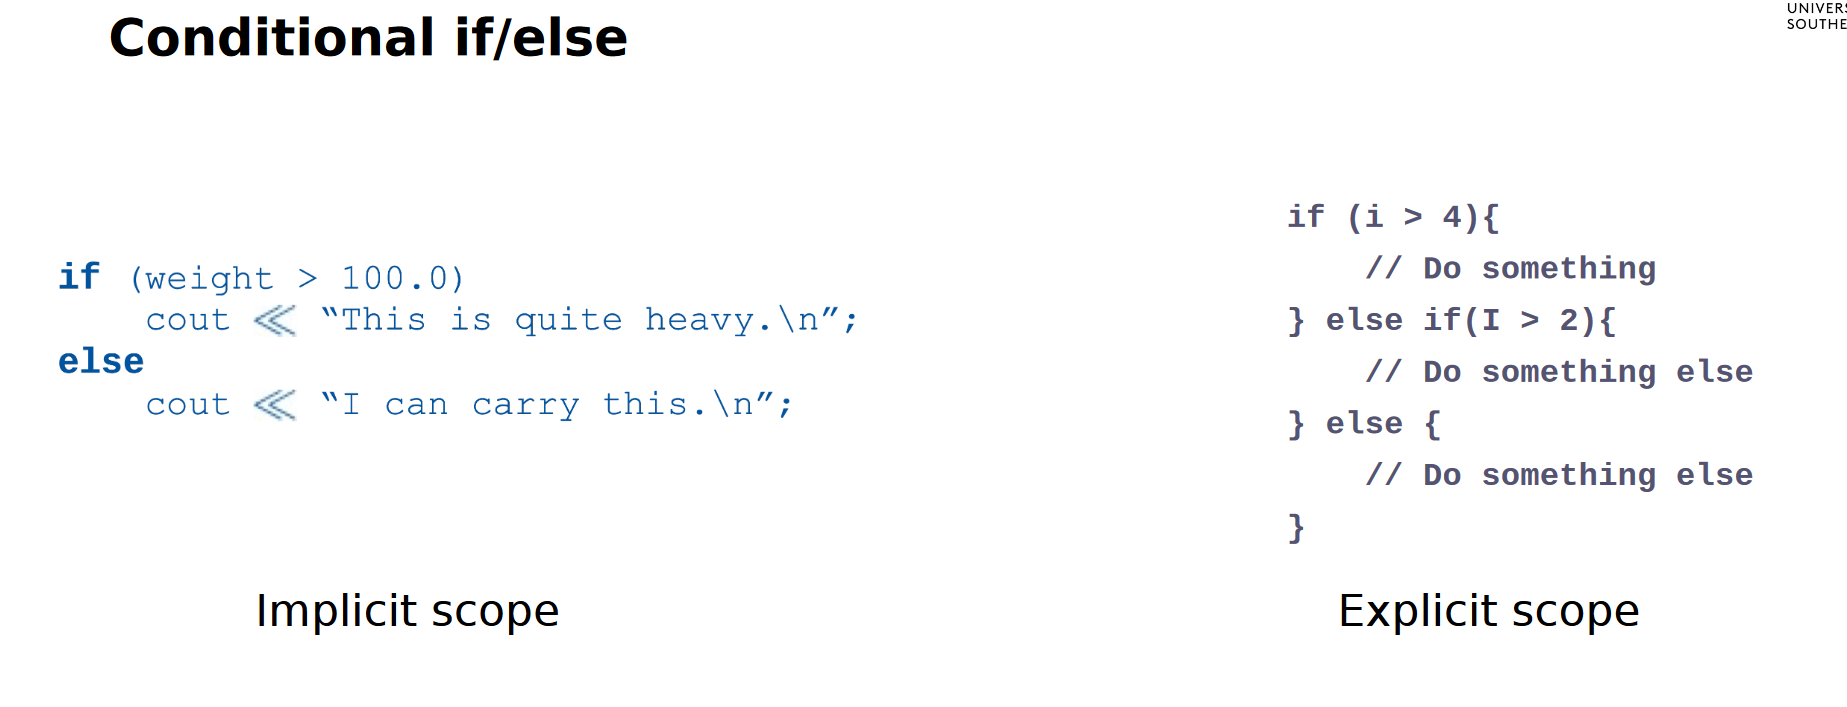 Conditional if/else
UNIVERS
SOUTHE
if (weight > 100.0)
    cout << “This is quite heavy.\n”;
else
    cout << “I can carry this.\n”;
Implicit scope
if (i > 4){
    // Do something
} else if(I > 2){
    // Do something else
} else {
    // Do something else
}
Explicit scope